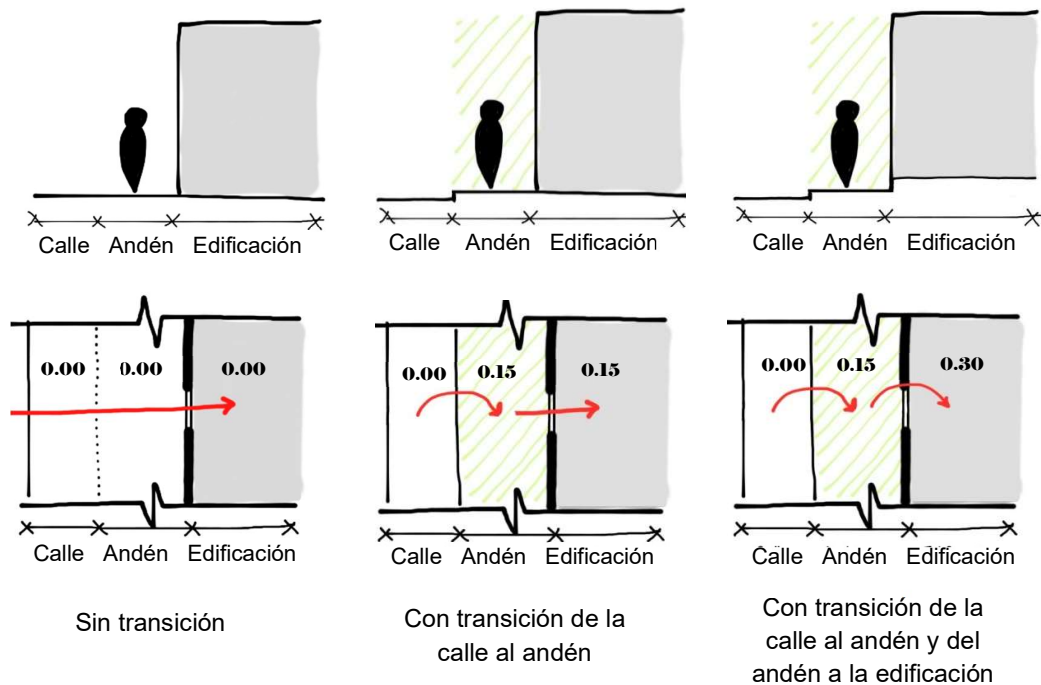 Calle Andén Edificación
Calle Andén Edificación
Calle Andén Edificación
0.00 0.00 0.00
0.00 0.15 0.15
0.00 0.15 0.30
Calle Andén Edificación
Calle Andén Edificación
Calle Andén Edificación
Sin transición
Con transición de la
calle al andén
Con transición de la
calle al andén y del
andén a la edificación